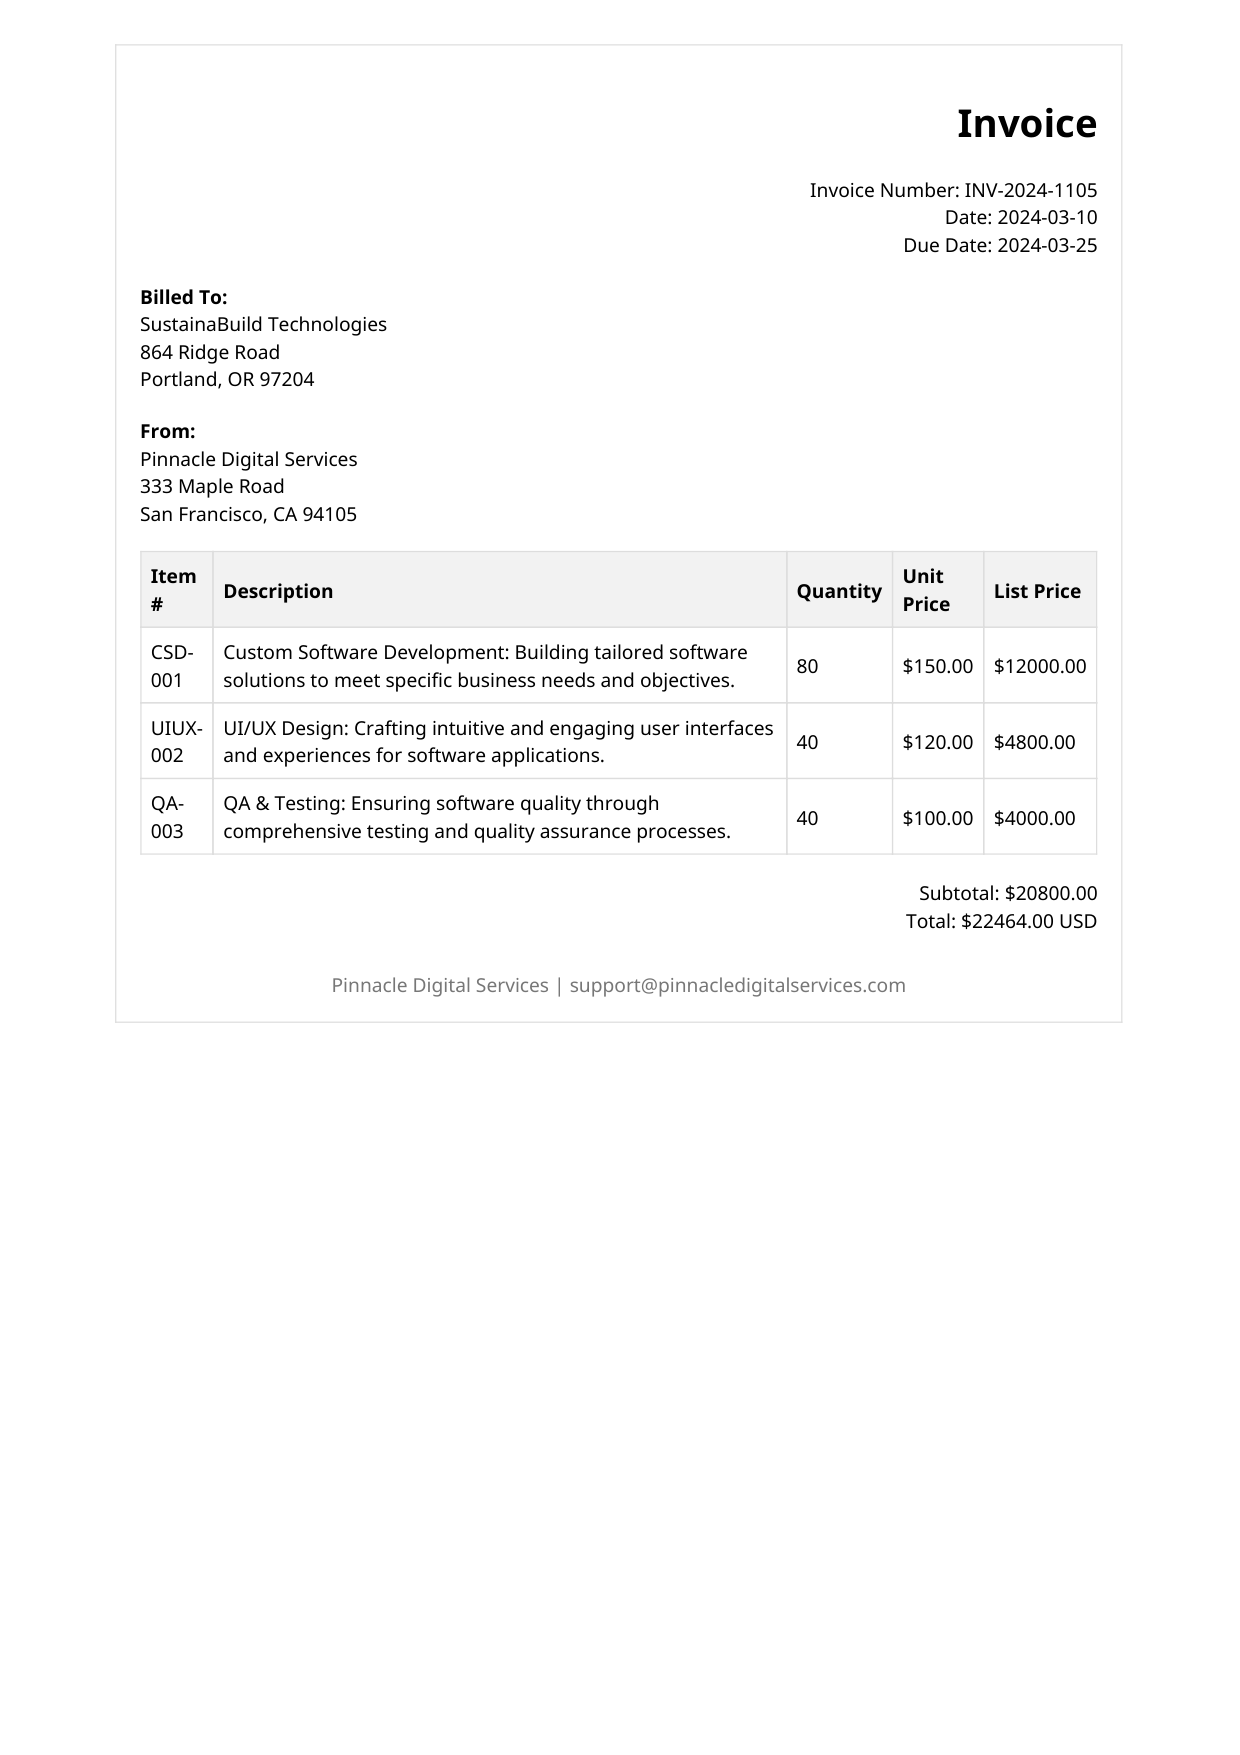 Invoice
Invoice Number: INV-2024-1105
Date: 2024-03-10
Due Date: 2024-03-25
Billed To:
SustainaBuild Technologies
864 Ridge Road
Portland, OR 97204
From:
Pinnacle Digital Services
333 Maple Road
San Francisco, CA 94105
Item # Description Quantity Unit Price List Price
CSD-001 Custom Software Development: Building tailored software solutions to meet specific business needs and objectives. 80 $150.00 $12000.00
UIUX-002 UI/UX Design: Crafting intuitive and engaging user interfaces and experiences for software applications. 40 $120.00 $4800.00
QA-003 QA & Testing: Ensuring software quality through comprehensive testing and quality assurance processes. 40 $100.00 $4000.00
Subtotal: $20800.00
Total: $22464.00 USD
Pinnacle Digital Services | support@pinnacledigitalservices.com